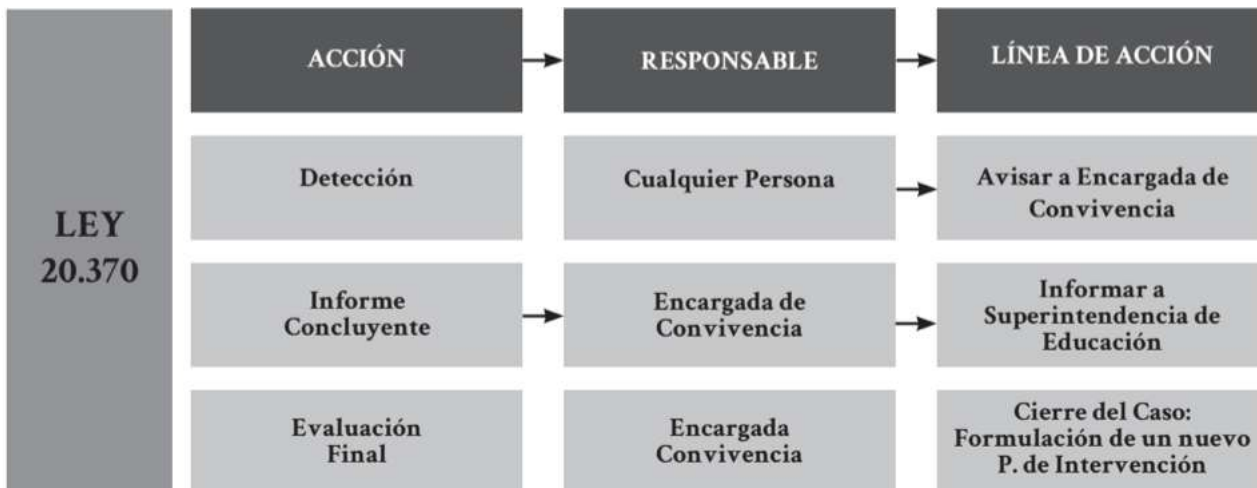 LEY
20.370
ACCIÓN
RESPONSABLE
LÍNEA DE ACCIÓN
Detección
Cualquier Persona
Avisar a Encargada de
Convivencia
Informe
Concluyente
Encargada de
Convivencia
Informar a
Superintendencia de
Educación
Evaluación
Final
Encargada
Convivencia
Cierre del Caso:
Formulación de un nuevo
P. de Intervención